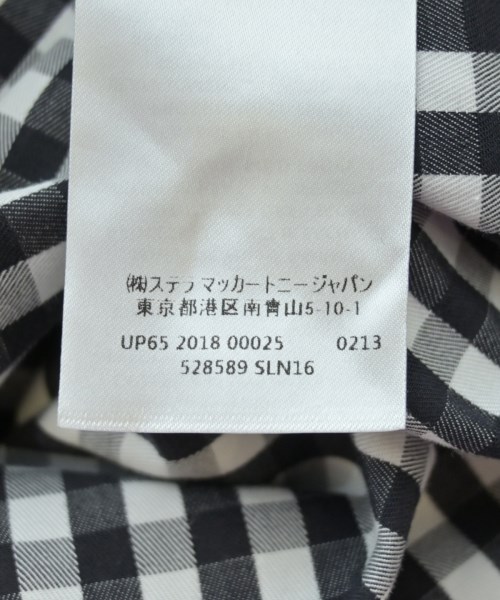 ㈱ステラ マッカートニージャパン
東京都港区南青山5-10-1
UP65 2018 00025 0213
528589 SLN16